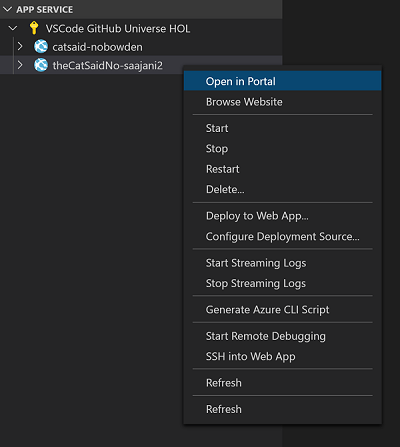 APP SERVICE
VSCode GitHub Universe HOL
catsaid-nobowden
theCatSaidNo-saajani2
Open in Portal
Browse Website
Start
Stop
Restart
Delete...
Deploy to Web App...
Configure Deployment Source...
Start Streaming Logs
Stop Streaming Logs
Generate Azure CLI Script
Start Remote Debugging
SSH into Web App
Refresh
Refresh